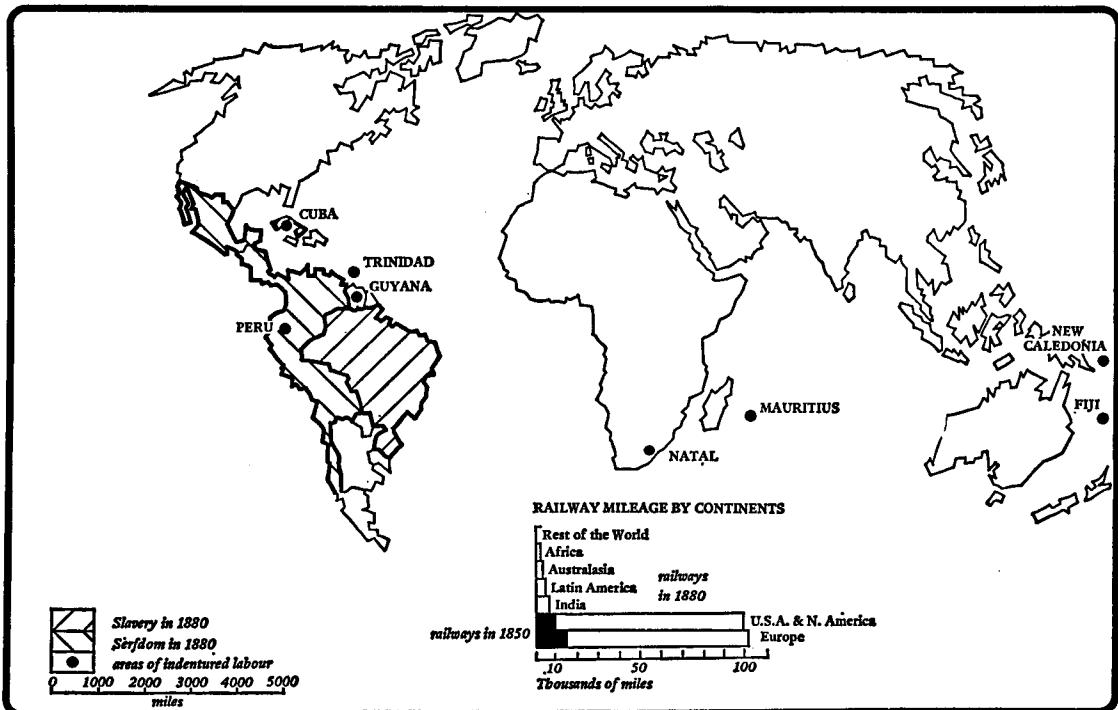 CUBA
TRINIDAD
GUYANA
PERU
NEW
CALEDONIA
FIJI
MAURITIUS
NATAL
RAILWAY MILEAGE BY CONTINENTS
Rest of the World
Africa
Australasia
Latin America
India
railways
in 1880
U.S.A. & N. America
railways in 1850
Europe
10 50 100
Thousands of miles
Slavery in 1880
Serfdom in 1880
areas of indentured labour
0 1000 2000 3000 4000 5000
miles